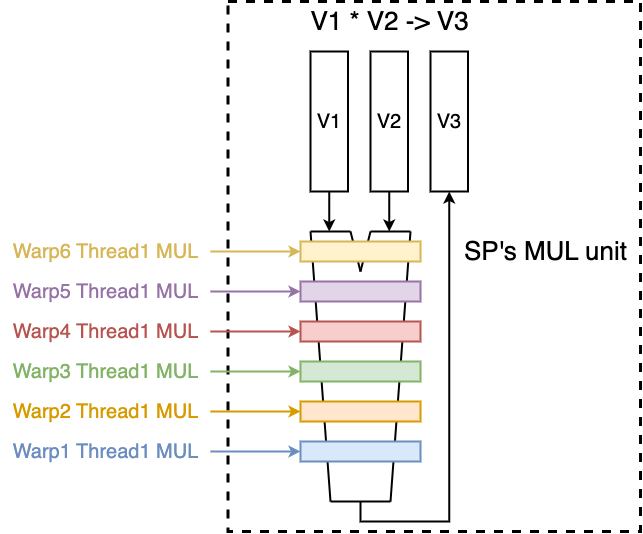 V1 * V2 -> V3
V1
V2
V3
SP's MUL unit
Warp6 Thread1 MUL
Warp5 Thread1 MUL
Warp4 Thread1 MUL
Warp3 Thread1 MUL
Warp2 Thread1 MUL
Warp1 Thread1 MUL